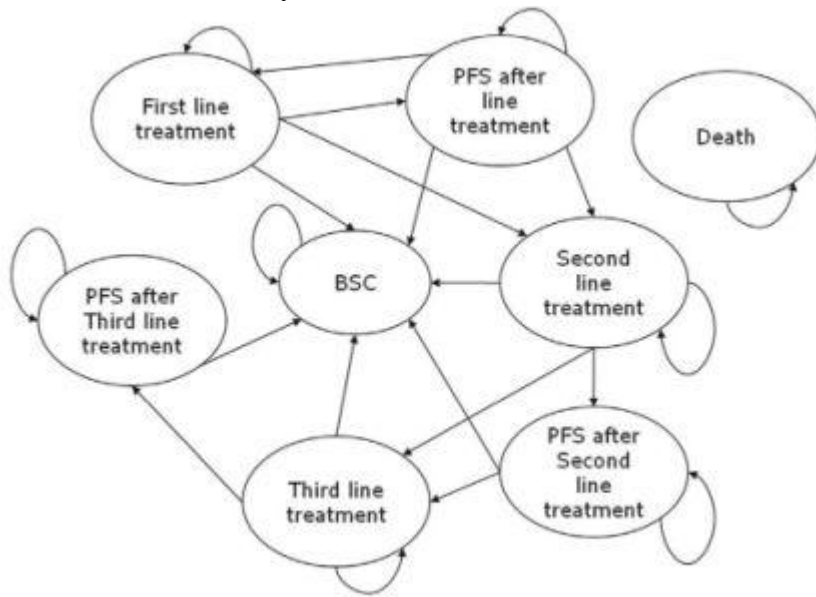 First line
treatment
PFS after
line
treatment
Death
PFS after
Third line
treatment
BSC
Second
line
treatment
Third line
treatment
PFS after
Second
line
treatment